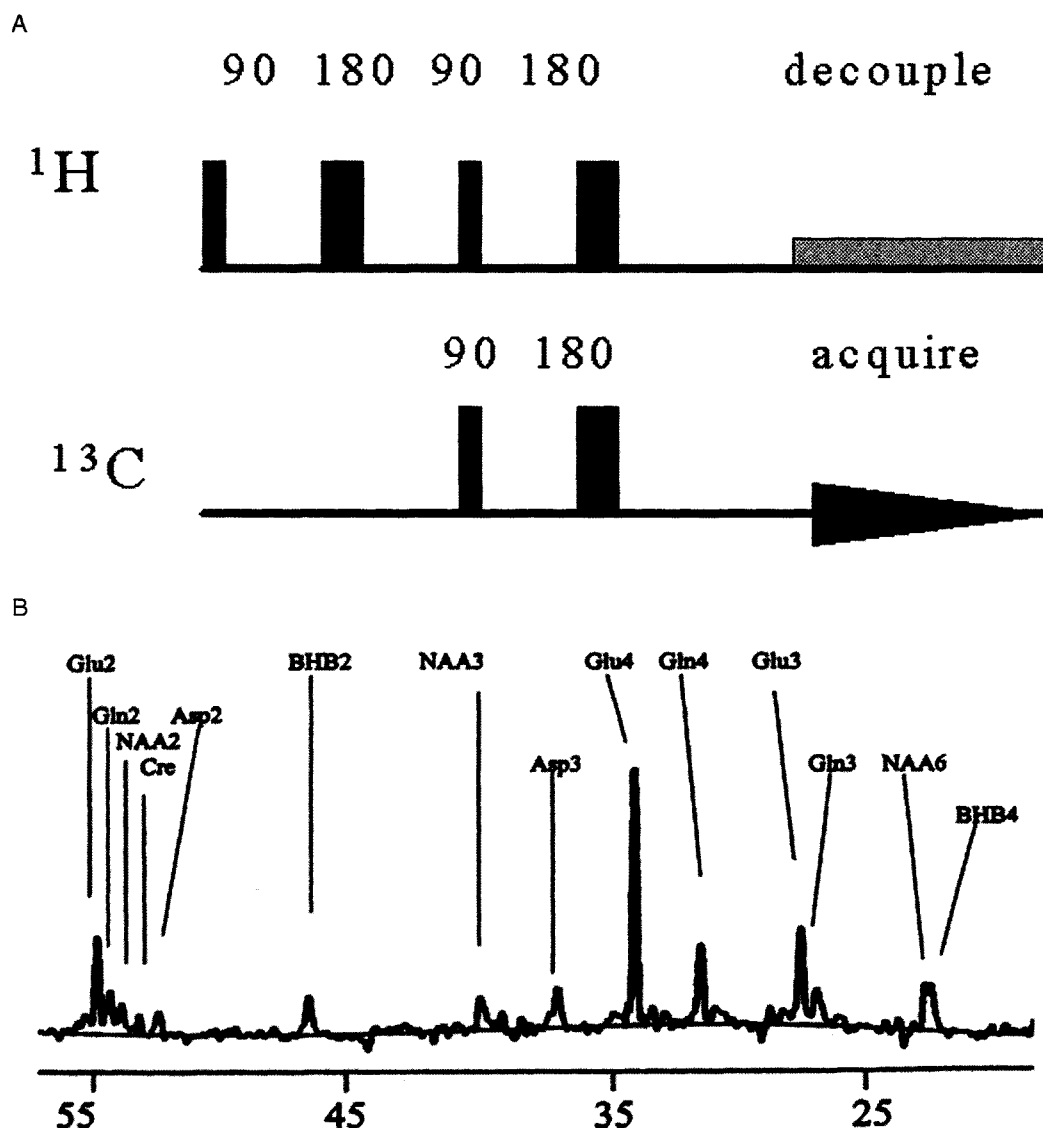 A
90 180 90 180 decouple
¹H
90 180 acquire
¹³C
B
Glu2 BHB2 NAA3 Glu4 Gln4 Glu3
Gln2 Asp2
NAA2
Cre Asp3 Gln3 NAA6
BHB4
55 45 35 25